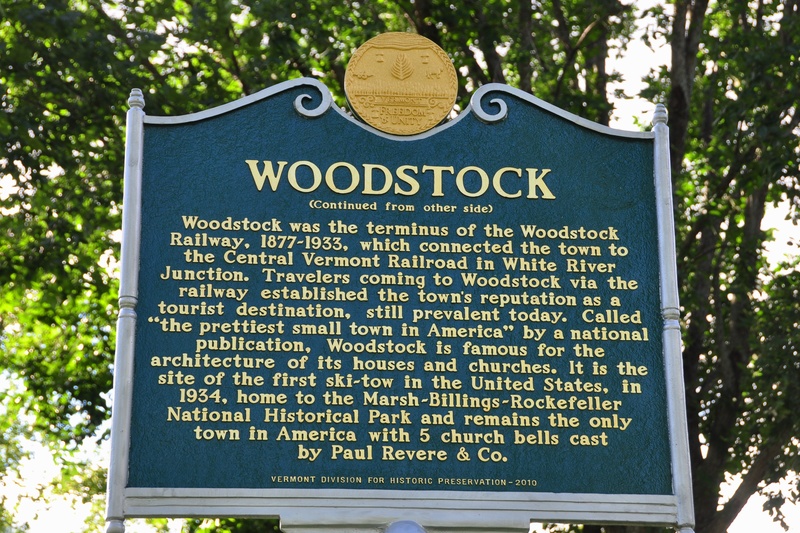 FREEDOM
& UNITY
WOODSTOCK
(Continued from other side)
Woodstock was the terminus of the Woodstock
Railway, 1877-1933, which connected the town to
the Central Vermont Railroad in White River
Junction. Travelers coming to Woodstock via the
railway established the town's reputation as a
tourist destination, still prevalent today. Called
“the prettiest small town in America” by a national
publication, Woodstock is famous for the
architecture of its houses and churches. It is the
site of the first ski-tow in the United States, in
1934, home to the Marsh-Billings-Rockefeller
National Historical Park and remains the only
town in America with 5 church bells cast
by Paul Revere & Co.
VERMONT DIVISION FOR HISTORIC PRESERVATION-2010